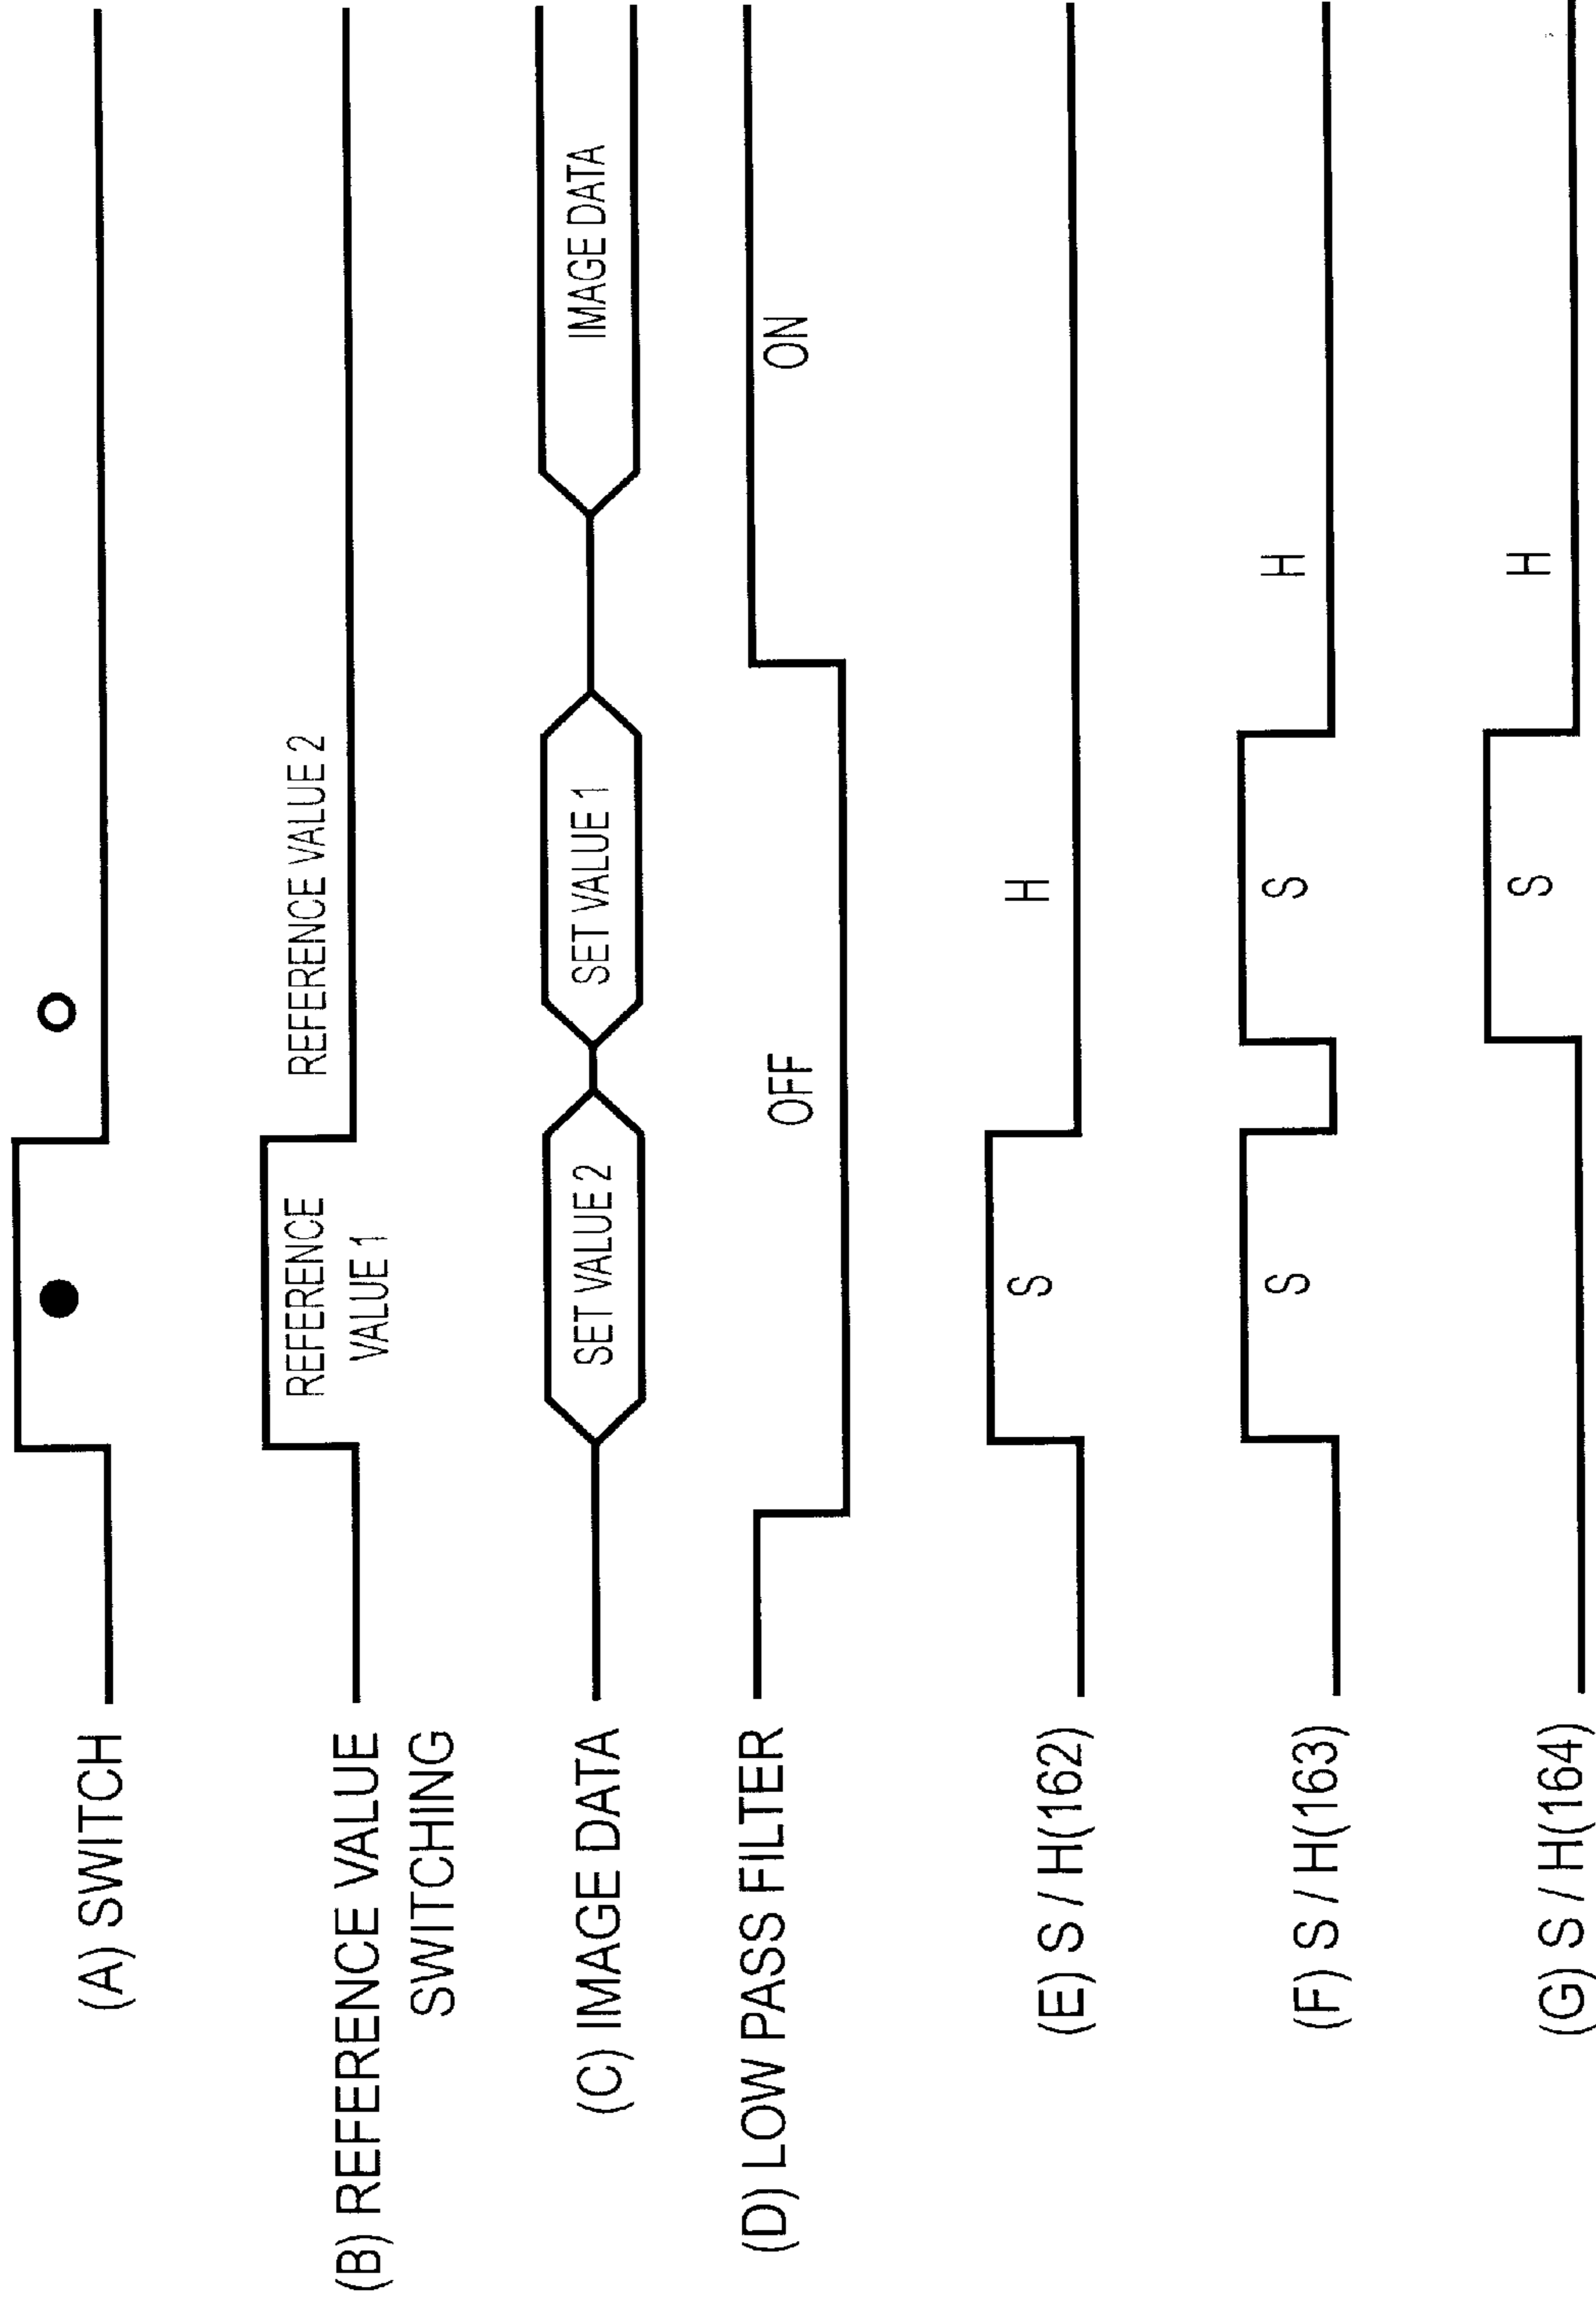 (A) SWITCH
(B) REFERENCE VALUE
SWITCHING
REFERENCE
VALUE 1
REFERENCE VALUE 2
(C) IMAGE DATA
SET VALUE 2
SET VALUE 1
IMAGE DATA
(D) LOW PASS FILTER
OFF
ON
(E) S / H(162)
S
H
(F) S / H(163)
S
S
H
(G) S / H(164)
S
H